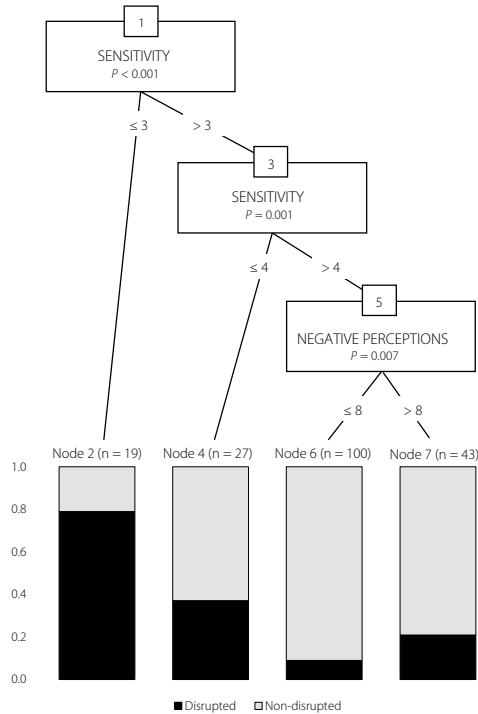 1
SENSITIVITY
P < 0.001
≤ 3
> 3
3
SENSITIVITY
P = 0.001
≤ 4
> 4
5
NEGATIVE PERCEPTIONS
P = 0.007
≤ 8
> 8
Node 2 (n = 19)
Node 4 (n = 27)
Node 6 (n = 100)
Node 7 (n = 43)
1.0
0.8
0.6
0.4
0.2
0.0
Disrupted
Non-disrupted